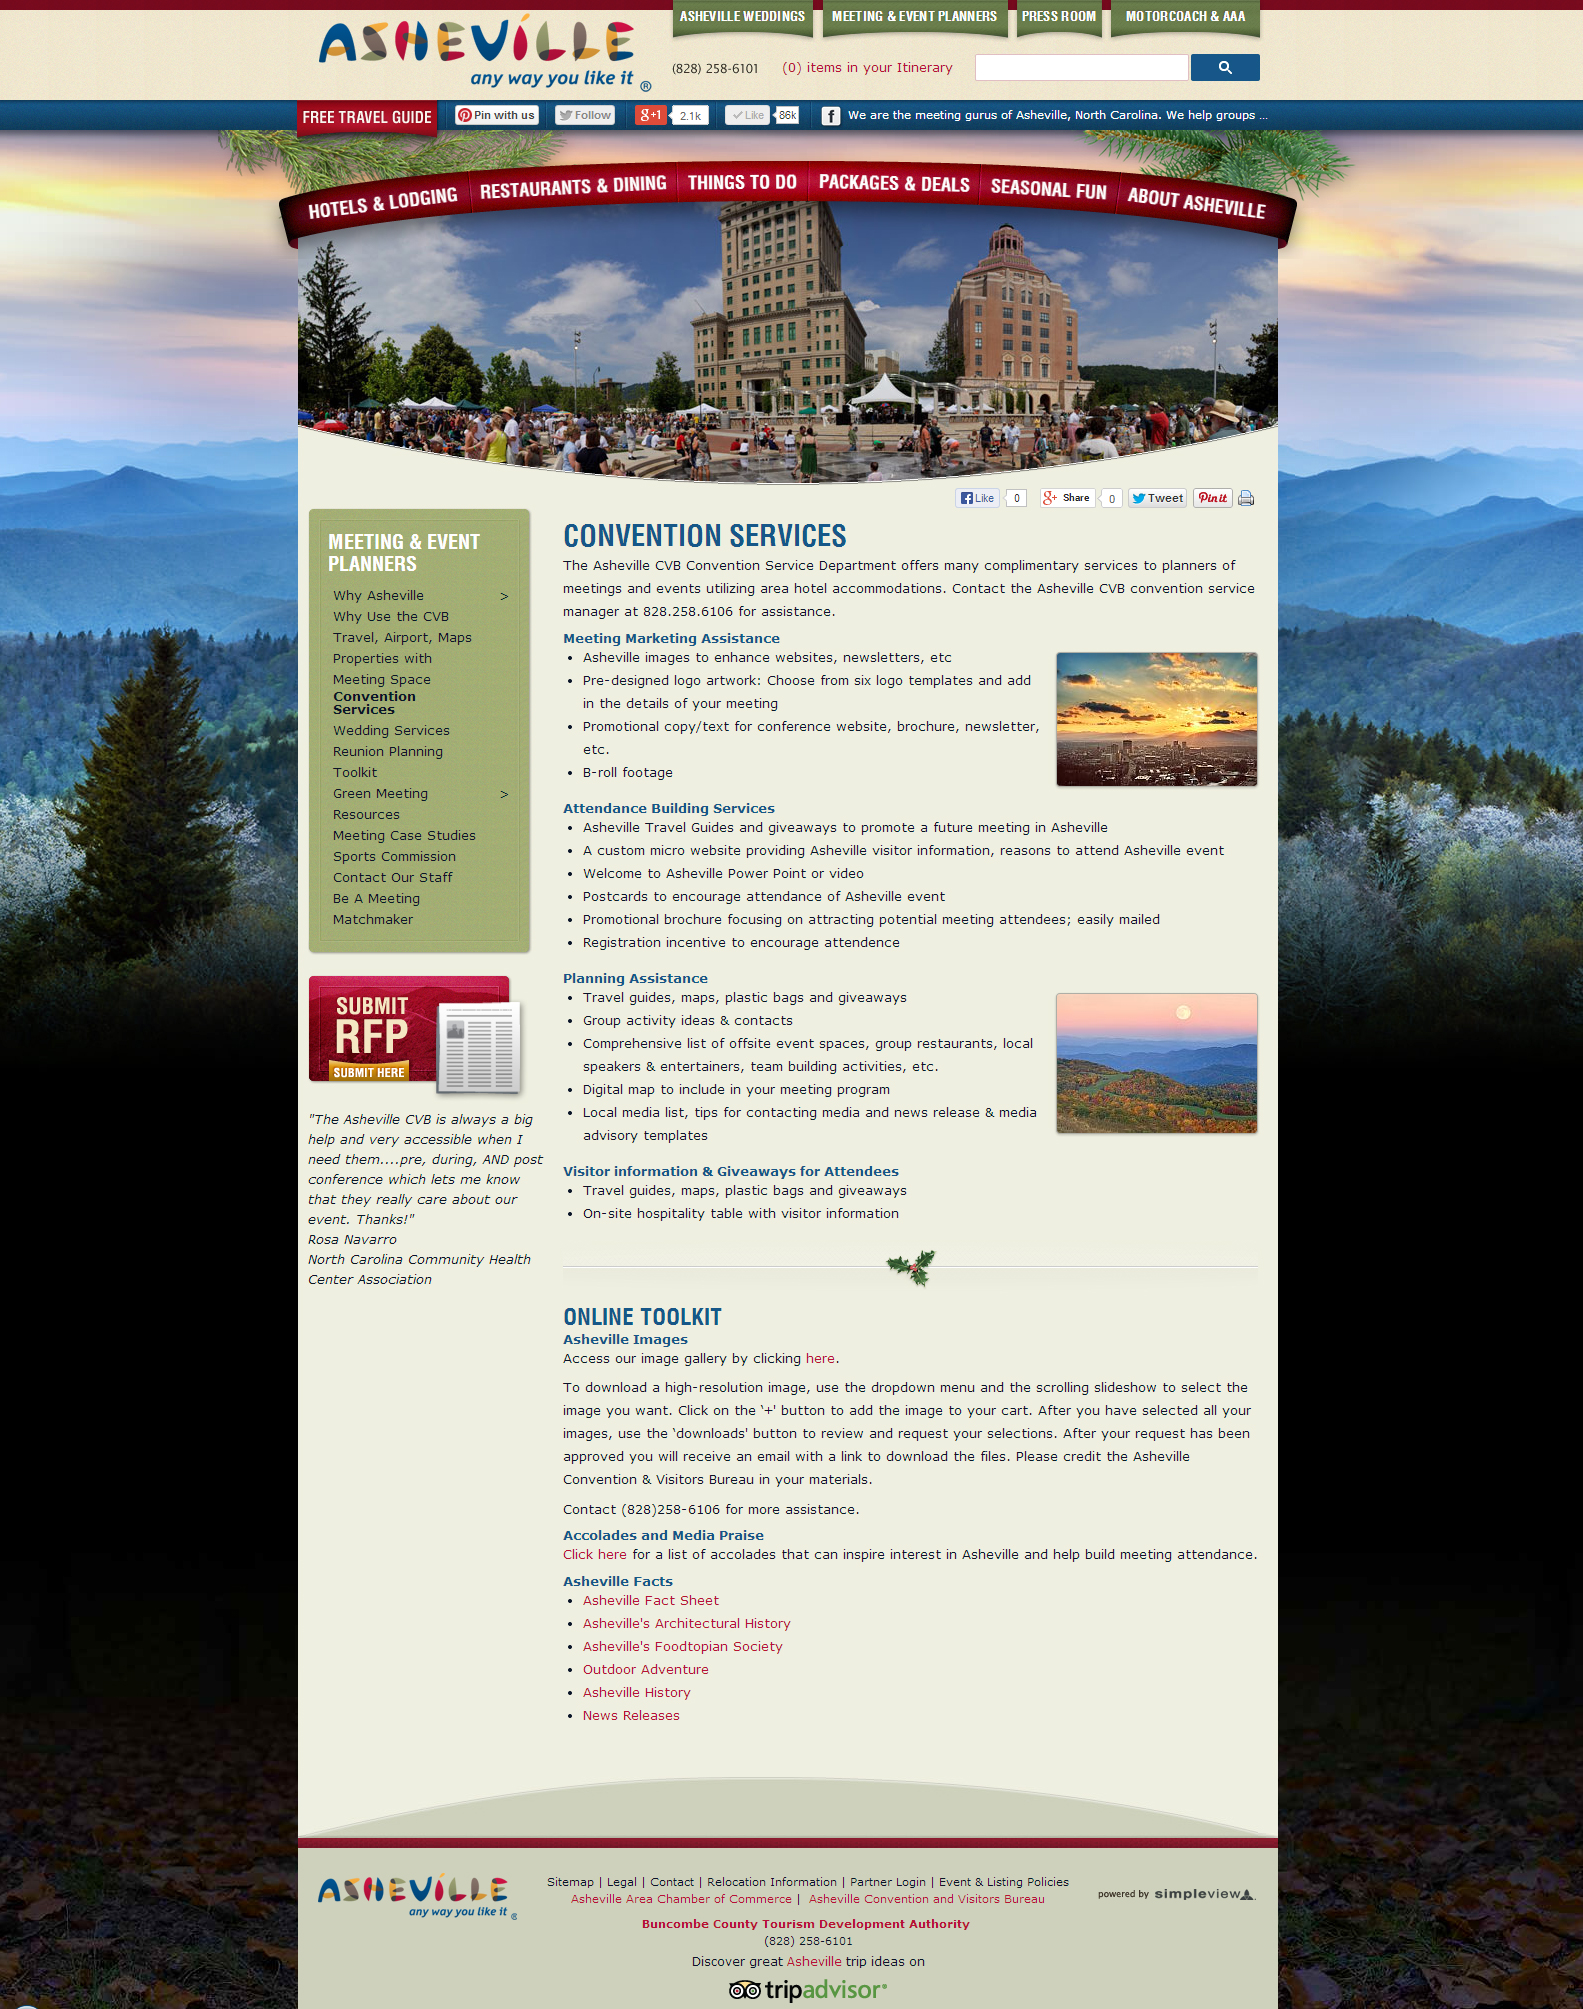 ASHEVILLE WEDDINGS
MEETING & EVENT PLANNERS
PRESS ROOM
MOTORCOACH & AAA
ASHEVILLE
any way you like it ®
(828) 258-6101
(0) items in your Itinerary
FREE TRAVEL GUIDE
Pin with us
Follow
g+1
2.1k
Like
86k
We are the meeting gurus of Asheville, North Carolina. We help groups ...
HOTELS & LODGING
RESTAURANTS & DINING
THINGS TO DO
PACKAGES & DEALS
SEASONAL FUN
ABOUT ASHEVILLE
Like
0
g+ Share
0
Tweet
Pin it
MEETING & EVENT
PLANNERS
Why Asheville >
Why Use the CVB
Travel, Airport, Maps
Properties with
Meeting Space
Convention
Services
Wedding Services
Reunion Planning
Toolkit
Green Meeting >
Resources
Meeting Case Studies
Sports Commission
Contact Our Staff
Be A Meeting
Matchmaker
SUBMIT
RFP
SUBMIT HERE
"The Asheville CVB is always a big
help and very accessible when I
need them....pre, during, AND post
conference which lets me know
that they really care about our
event. Thanks!"
Rosa Navarro
North Carolina Community Health
Center Association
CONVENTION SERVICES
The Asheville CVB Convention Service Department offers many complimentary services to planners of
meetings and events utilizing area hotel accommodations. Contact the Asheville CVB convention service
manager at 828.258.6106 for assistance.
Meeting Marketing Assistance
• Asheville images to enhance websites, newsletters, etc
• Pre-designed logo artwork: Choose from six logo templates and add
in the details of your meeting
• Promotional copy/text for conference website, brochure, newsletter,
etc.
• B-roll footage
Attendance Building Services
• Asheville Travel Guides and giveaways to promote a future meeting in Asheville
• A custom micro website providing Asheville visitor information, reasons to attend Asheville event
• Welcome to Asheville Power Point or video
• Postcards to encourage attendance of Asheville event
• Promotional brochure focusing on attracting potential meeting attendees; easily mailed
• Registration incentive to encourage attendence
Planning Assistance
• Travel guides, maps, plastic bags and giveaways
• Group activity ideas & contacts
• Comprehensive list of offsite event spaces, group restaurants, local
speakers & entertainers, team building activities, etc.
• Digital map to include in your meeting program
• Local media list, tips for contacting media and news release & media
advisory templates
Visitor information & Giveaways for Attendees
• Travel guides, maps, plastic bags and giveaways
• On-site hospitality table with visitor information
ONLINE TOOLKIT
Asheville Images
Access our image gallery by clicking here.
To download a high-resolution image, use the dropdown menu and the scrolling slideshow to select the
image you want. Click on the ‘+' button to add the image to your cart. After you have selected all your
images, use the ‘downloads' button to review and request your selections. After your request has been
approved you will receive an email with a link to download the files. Please credit the Asheville
Convention & Visitors Bureau in your materials.
Contact (828)258-6106 for more assistance.
Accolades and Media Praise
Click here for a list of accolades that can inspire interest in Asheville and help build meeting attendance.
Asheville Facts
• Asheville Fact Sheet
• Asheville's Architectural History
• Asheville's Foodtopian Society
• Outdoor Adventure
• Asheville History
• News Releases
ASHEVILLE
any way you like it ®
Sitemap | Legal | Contact | Relocation Information | Partner Login | Event & Listing Policies
Asheville Area Chamber of Commerce | Asheville Convention and Visitors Bureau
Buncombe County Tourism Development Authority
(828) 258-6101
Discover great Asheville trip ideas on
tripadvisor®
powered by simpleview